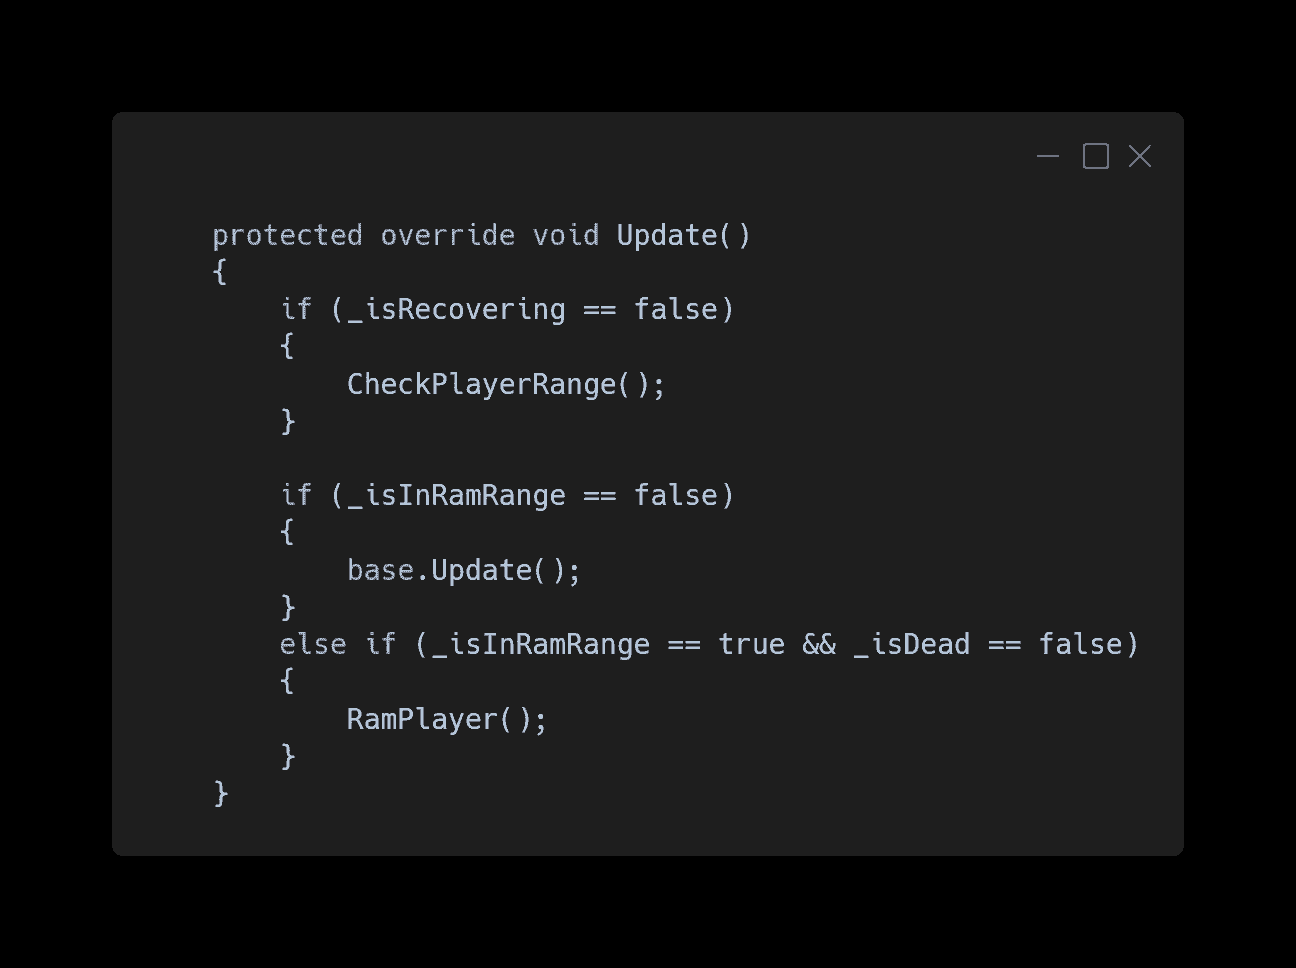 protected override void Update()
{
    if (_isRecovering == false)
    {
        CheckPlayerRange();
    }

    if (_isInRamRange == false)
    {
        base.Update();
    }
    else if (_isInRamRange == true && _isDead == false)
    {
        RamPlayer();
    }
}